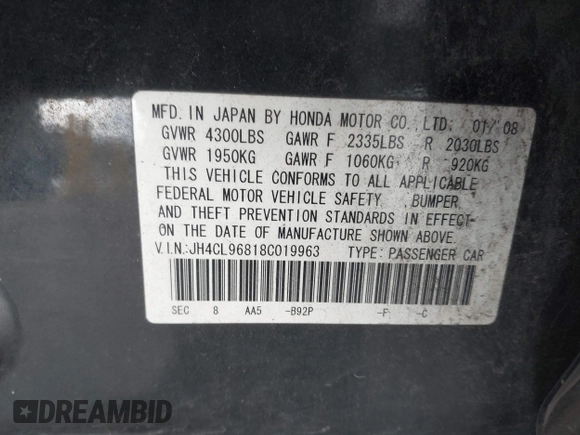 MFD. IN JAPAN BY HONDA MOTOR CO., LTD. 01/'08
GVWR 4300LBS GAWR F 2335LBS R 2030LBS
GVWR 1950KG GAWR F 1060KG R 920KG
THIS VEHICLE CONFORMS TO ALL APPLICABLE
FEDERAL MOTOR VEHICLE SAFETY, BUMPER,
AND THEFT PREVENTION STANDARDS IN EFFECT
ON THE DATE OF MANUFACTURE SHOWN ABOVE.
V.I.N:JH4CL96818C019963 TYPE: PASSENGER CAR
SEC 8 AA5 -B92P -F -C
DREAMBID